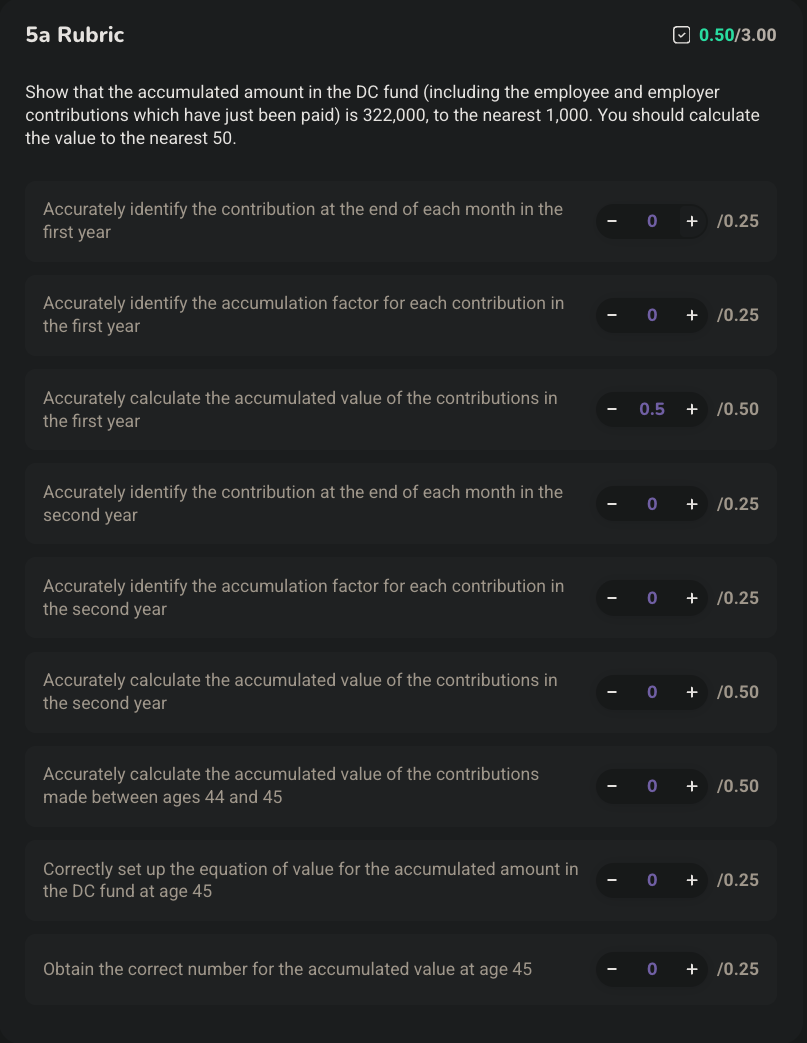 5a Rubric
0.50/3.00
Show that the accumulated amount in the DC fund (including the employee and employer
contributions which have just been paid) is 322,000, to the nearest 1,000. You should calculate
the value to the nearest 50.
Accurately identify the contribution at the end of each month in the
first year
− 0 + /0.25
Accurately identify the accumulation factor for each contribution in
the first year
− 0 + /0.25
Accurately calculate the accumulated value of the contributions in
the first year
− 0.5 + /0.50
Accurately identify the contribution at the end of each month in the
second year
− 0 + /0.25
Accurately identify the accumulation factor for each contribution in
the second year
− 0 + /0.25
Accurately calculate the accumulated value of the contributions in
the second year
− 0 + /0.50
Accurately calculate the accumulated value of the contributions
made between ages 44 and 45
− 0 + /0.50
Correctly set up the equation of value for the accumulated amount in
the DC fund at age 45
− 0 + /0.25
Obtain the correct number for the accumulated value at age 45
− 0 + /0.25